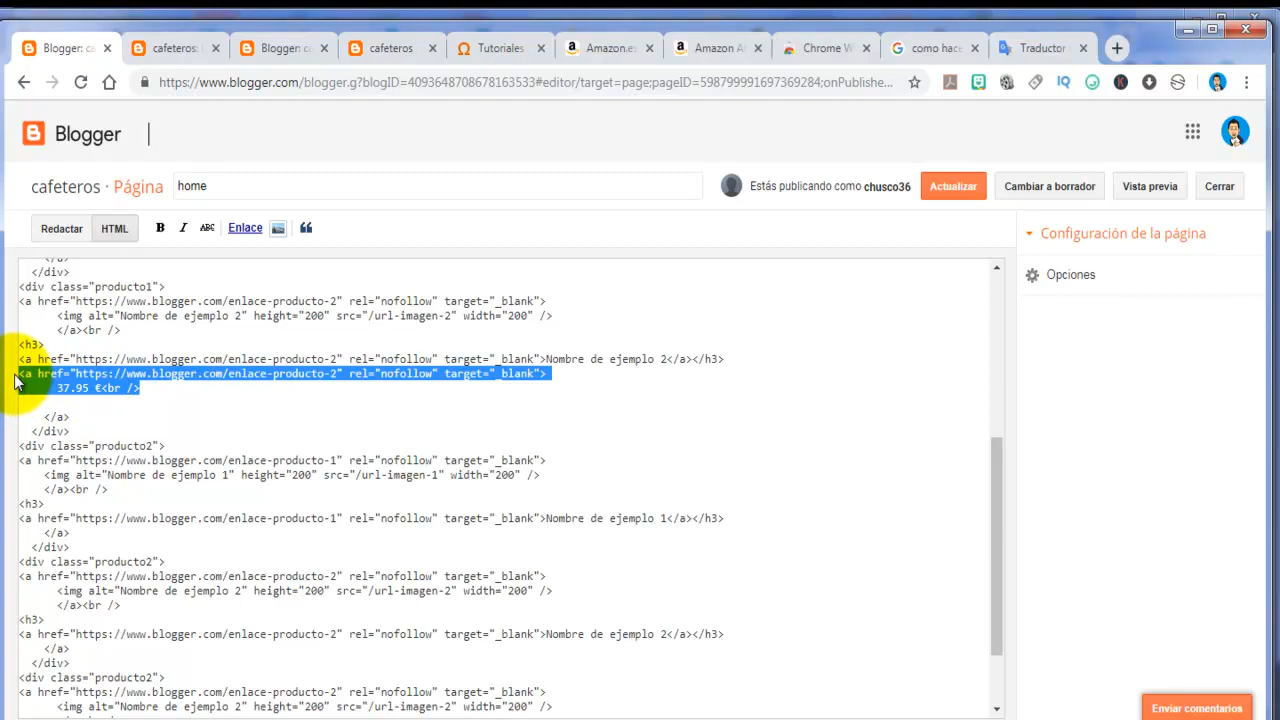 Blogger: ca
cafeteros:
Blogger: c
cafeteros
Tutoriales
Amazon.es
Amazon A
Chrome W
como hace
Traductor
https://www.blogger.com/blogger.g?blogID=4093648708678163533#editor/target=page;pageID=598799991697369284;onPublishe...
Blogger
cafeteros · Página
home
Estás publicando como chusco36
Actualizar
Cambiar a borrador
Vista previa
Cerrar
Redactar
HTML
B I ABC Enlace
Configuración de la página
Opciones
</a>
</div>
<div class="producto1">
<a href="https://www.blogger.com/enlace-producto-2" rel="nofollow" target="_blank">
<img alt="Nombre de ejemplo 2" height="200" src="/url-imagen-2" width="200" />
</a><br />
<h3>
<a href="https://www.blogger.com/enlace-producto-2" rel="nofollow" target="_blank">Nombre de ejemplo 2</a></h3>
<a href="https://www.blogger.com/enlace-producto-2" rel="nofollow" target="_blank">
37.95 €<br />
</a>
</div>
<div class="producto2">
<a href="https://www.blogger.com/enlace-producto-1" rel="nofollow" target="_blank">
<img alt="Nombre de ejemplo 1" height="200" src="/url-imagen-1" width="200" />
</a><br />
<h3>
<a href="https://www.blogger.com/enlace-producto-1" rel="nofollow" target="_blank">Nombre de ejemplo 1</a></h3>
</a>
</div>
<div class="producto2">
<a href="https://www.blogger.com/enlace-producto-2" rel="nofollow" target="_blank">
<img alt="Nombre de ejemplo 2" height="200" src="/url-imagen-2" width="200" />
</a><br />
<h3>
<a href="https://www.blogger.com/enlace-producto-2" rel="nofollow" target="_blank">Nombre de ejemplo 2</a></h3>
</a>
</div>
<div class="producto2">
<a href="https://www.blogger.com/enlace-producto-2" rel="nofollow" target="_blank">
<img alt="Nombre de ejemplo 2" height="200" src="/url-imagen-2" width="200" />
Enviar comentarios